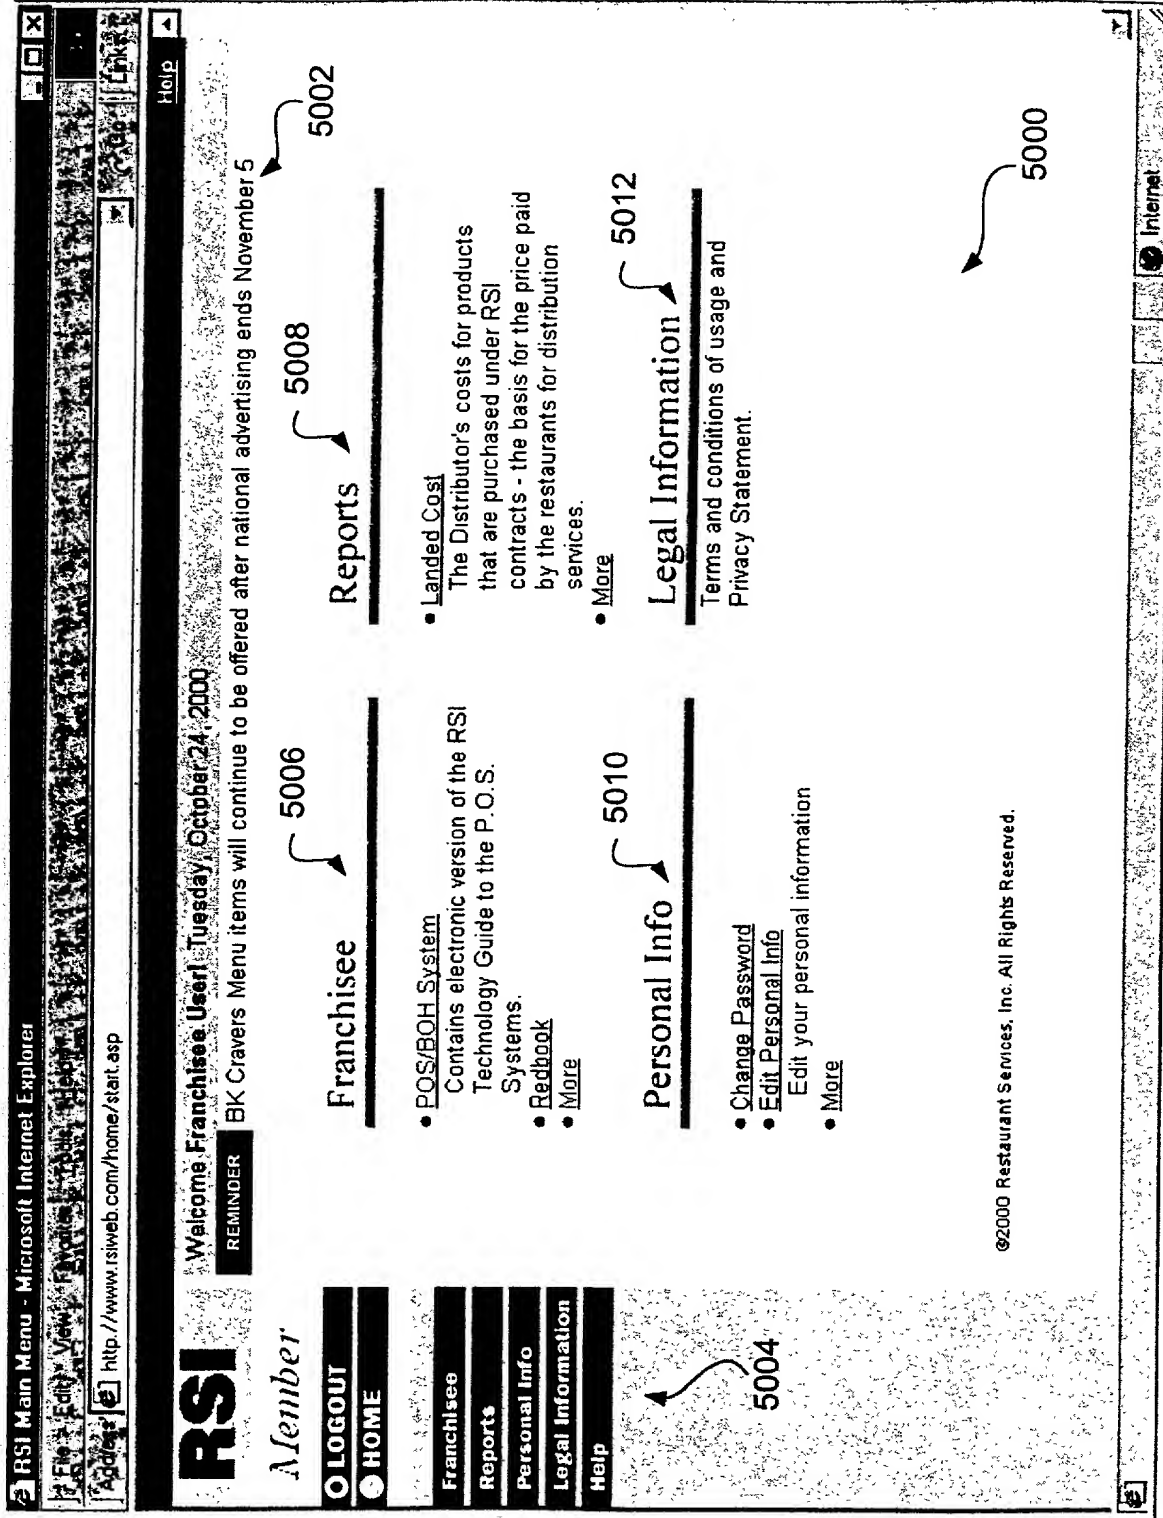 RSI Main Menu - Microsoft Internet Explorer
File Edit View Favorites Tools Help
Address http://www.rsiweb.com/home/start.asp Go Links
Help
RSI
Welcome Franchisee User! Tuesday, October 24, 2000
REMINDER BK Cravers Menu items will continue to be offered after national advertising ends November 5
5002
Member
LOGOUT
HOME
Franchisee
Reports
Personal Info
Legal Information
Help
5004
5006
Franchisee
• POS/BOH System
Contains electronic version of the RSI
Technology Guide to the P.O.S.
Systems.
• Redbook
• More
5008
Reports
• Landed Cost
The Distributor's costs for products
that are purchased under RSI
contracts - the basis for the price paid
by the restaurants for distribution
services.
• More
5010
Personal Info
• Change Password
• Edit Personal Info
Edit your personal information
• More
5012
Legal Information
Terms and conditions of usage and
Privacy Statement.
5000
©2000 Restaurant Services, Inc. All Rights Reserved.
Internet